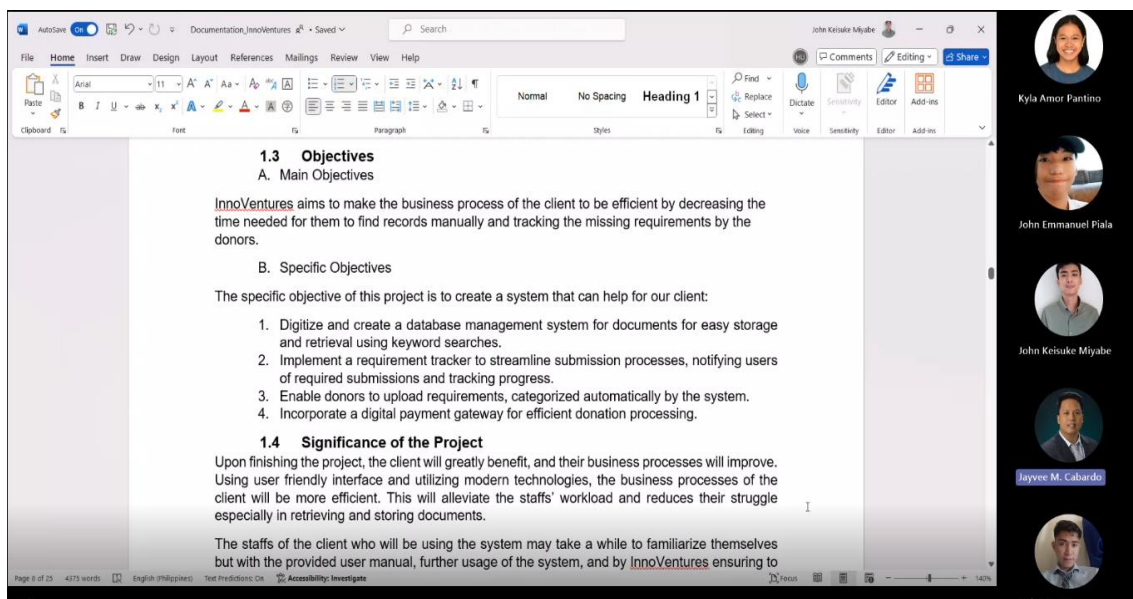 AutoSave On Documentation_InnoVentures • Saved Search John Keisuke Miyabe
File Home Insert Draw Design Layout References Mailings Review View Help Comments Editing Share
Paste
Arial 11
Normal No Spacing Heading 1
Find
Replace
Select
Dictate Sensitivity Editor Add-ins
Clipboard Font Paragraph Styles Editing Voice Sensitivity Editor Add-ins
1.3 Objectives
A. Main Objectives
InnoVentures aims to make the business process of the client to be efficient by decreasing the
time needed for them to find records manually and tracking the missing requirements by the
donors.
B. Specific Objectives
The specific objective of this project is to create a system that can help for our client:
1. Digitize and create a database management system for documents for easy storage
and retrieval using keyword searches.
2. Implement a requirement tracker to streamline submission processes, notifying users
of required submissions and tracking progress.
3. Enable donors to upload requirements, categorized automatically by the system.
4. Incorporate a digital payment gateway for efficient donation processing.
1.4 Significance of the Project
Upon finishing the project, the client will greatly benefit, and their business processes will improve.
Using user friendly interface and utilizing modern technologies, the business processes of the
client will be more efficient. This will alleviate the staffs' workload and reduces their struggle
especially in retrieving and storing documents.
The staffs of the client who will be using the system may take a while to familiarize themselves
but with the provided user manual, further usage of the system, and by InnoVentures ensuring to
Page 8 of 25 4375 words English (Philippines) Text Predictions: On Accessibility: Investigate Focus 140%
Kyla Amor Pantino
John Emmanuel Piala
John Keisuke Miyabe
Jayvee M. Cabardo